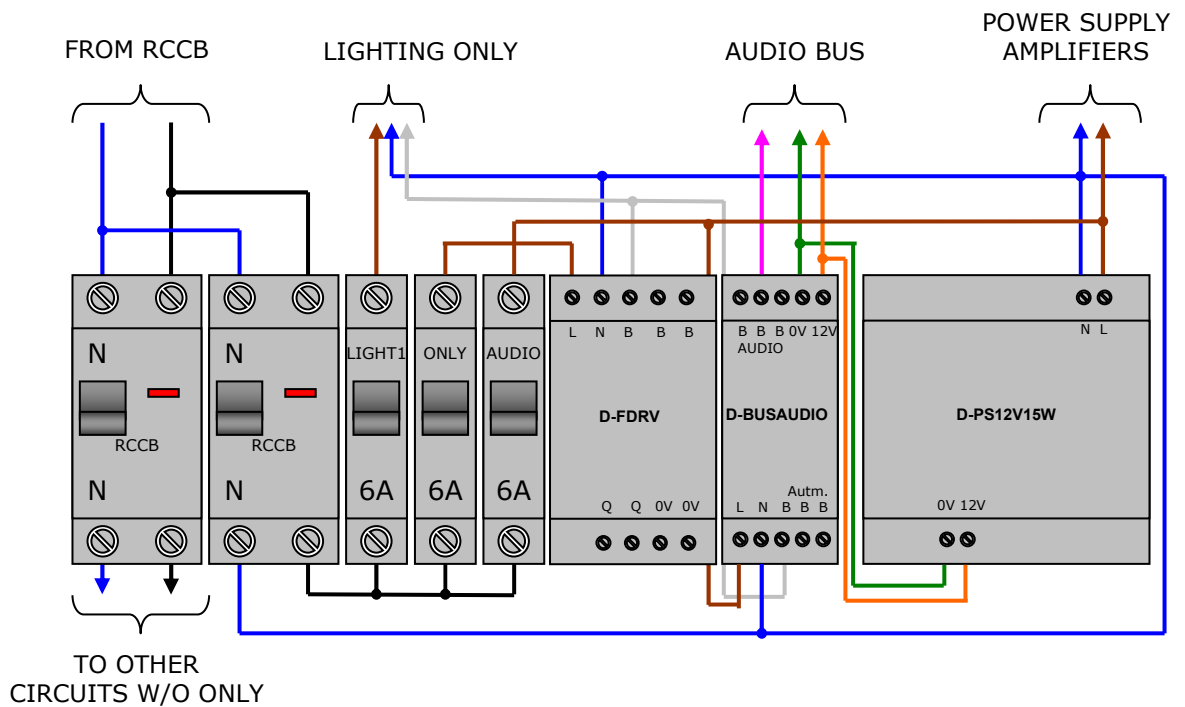 POWER SUPPLY
AMPLIFIERS
FROM RCCB
LIGHTING ONLY
AUDIO BUS
N
RCCB
N
N
RCCB
N
LIGHT1
6A
ONLY
6A
AUDIO
6A
L N B B B
D-FDRV
Q Q 0V 0V
B B B 0V 12V
AUDIO
D-BUSAUDIO
Autm.
L N B B B
N L
D-PS12V15W
0V 12V
TO OTHER
CIRCUITS W/O ONLY